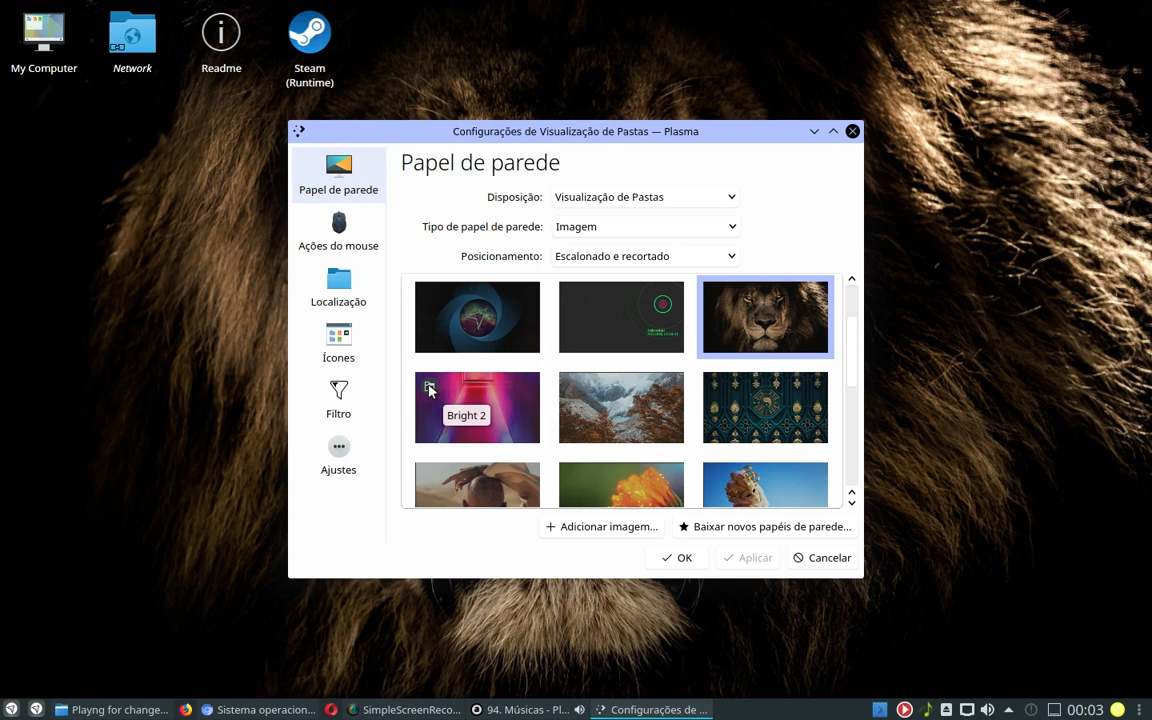 My Computer
Network
Readme
Steam
(Runtime)
Configurações de Visualização de Pastas — Plasma
Papel de parede
Ações do mouse
Localização
Ícones
Filtro
Ajustes
Papel de parede
Disposição:
Visualização de Pastas
Tipo de papel de parede:
Imagem
Posicionamento:
Escalonado e recortado
Bright 2
Adicionar imagem...
Baixar novos papéis de parede...
OK
Aplicar
Cancelar
Playng for change...
Sistema operacion...
SimpleScreenReco...
94. Músicas - Pl...
Configurações de ...
00:03